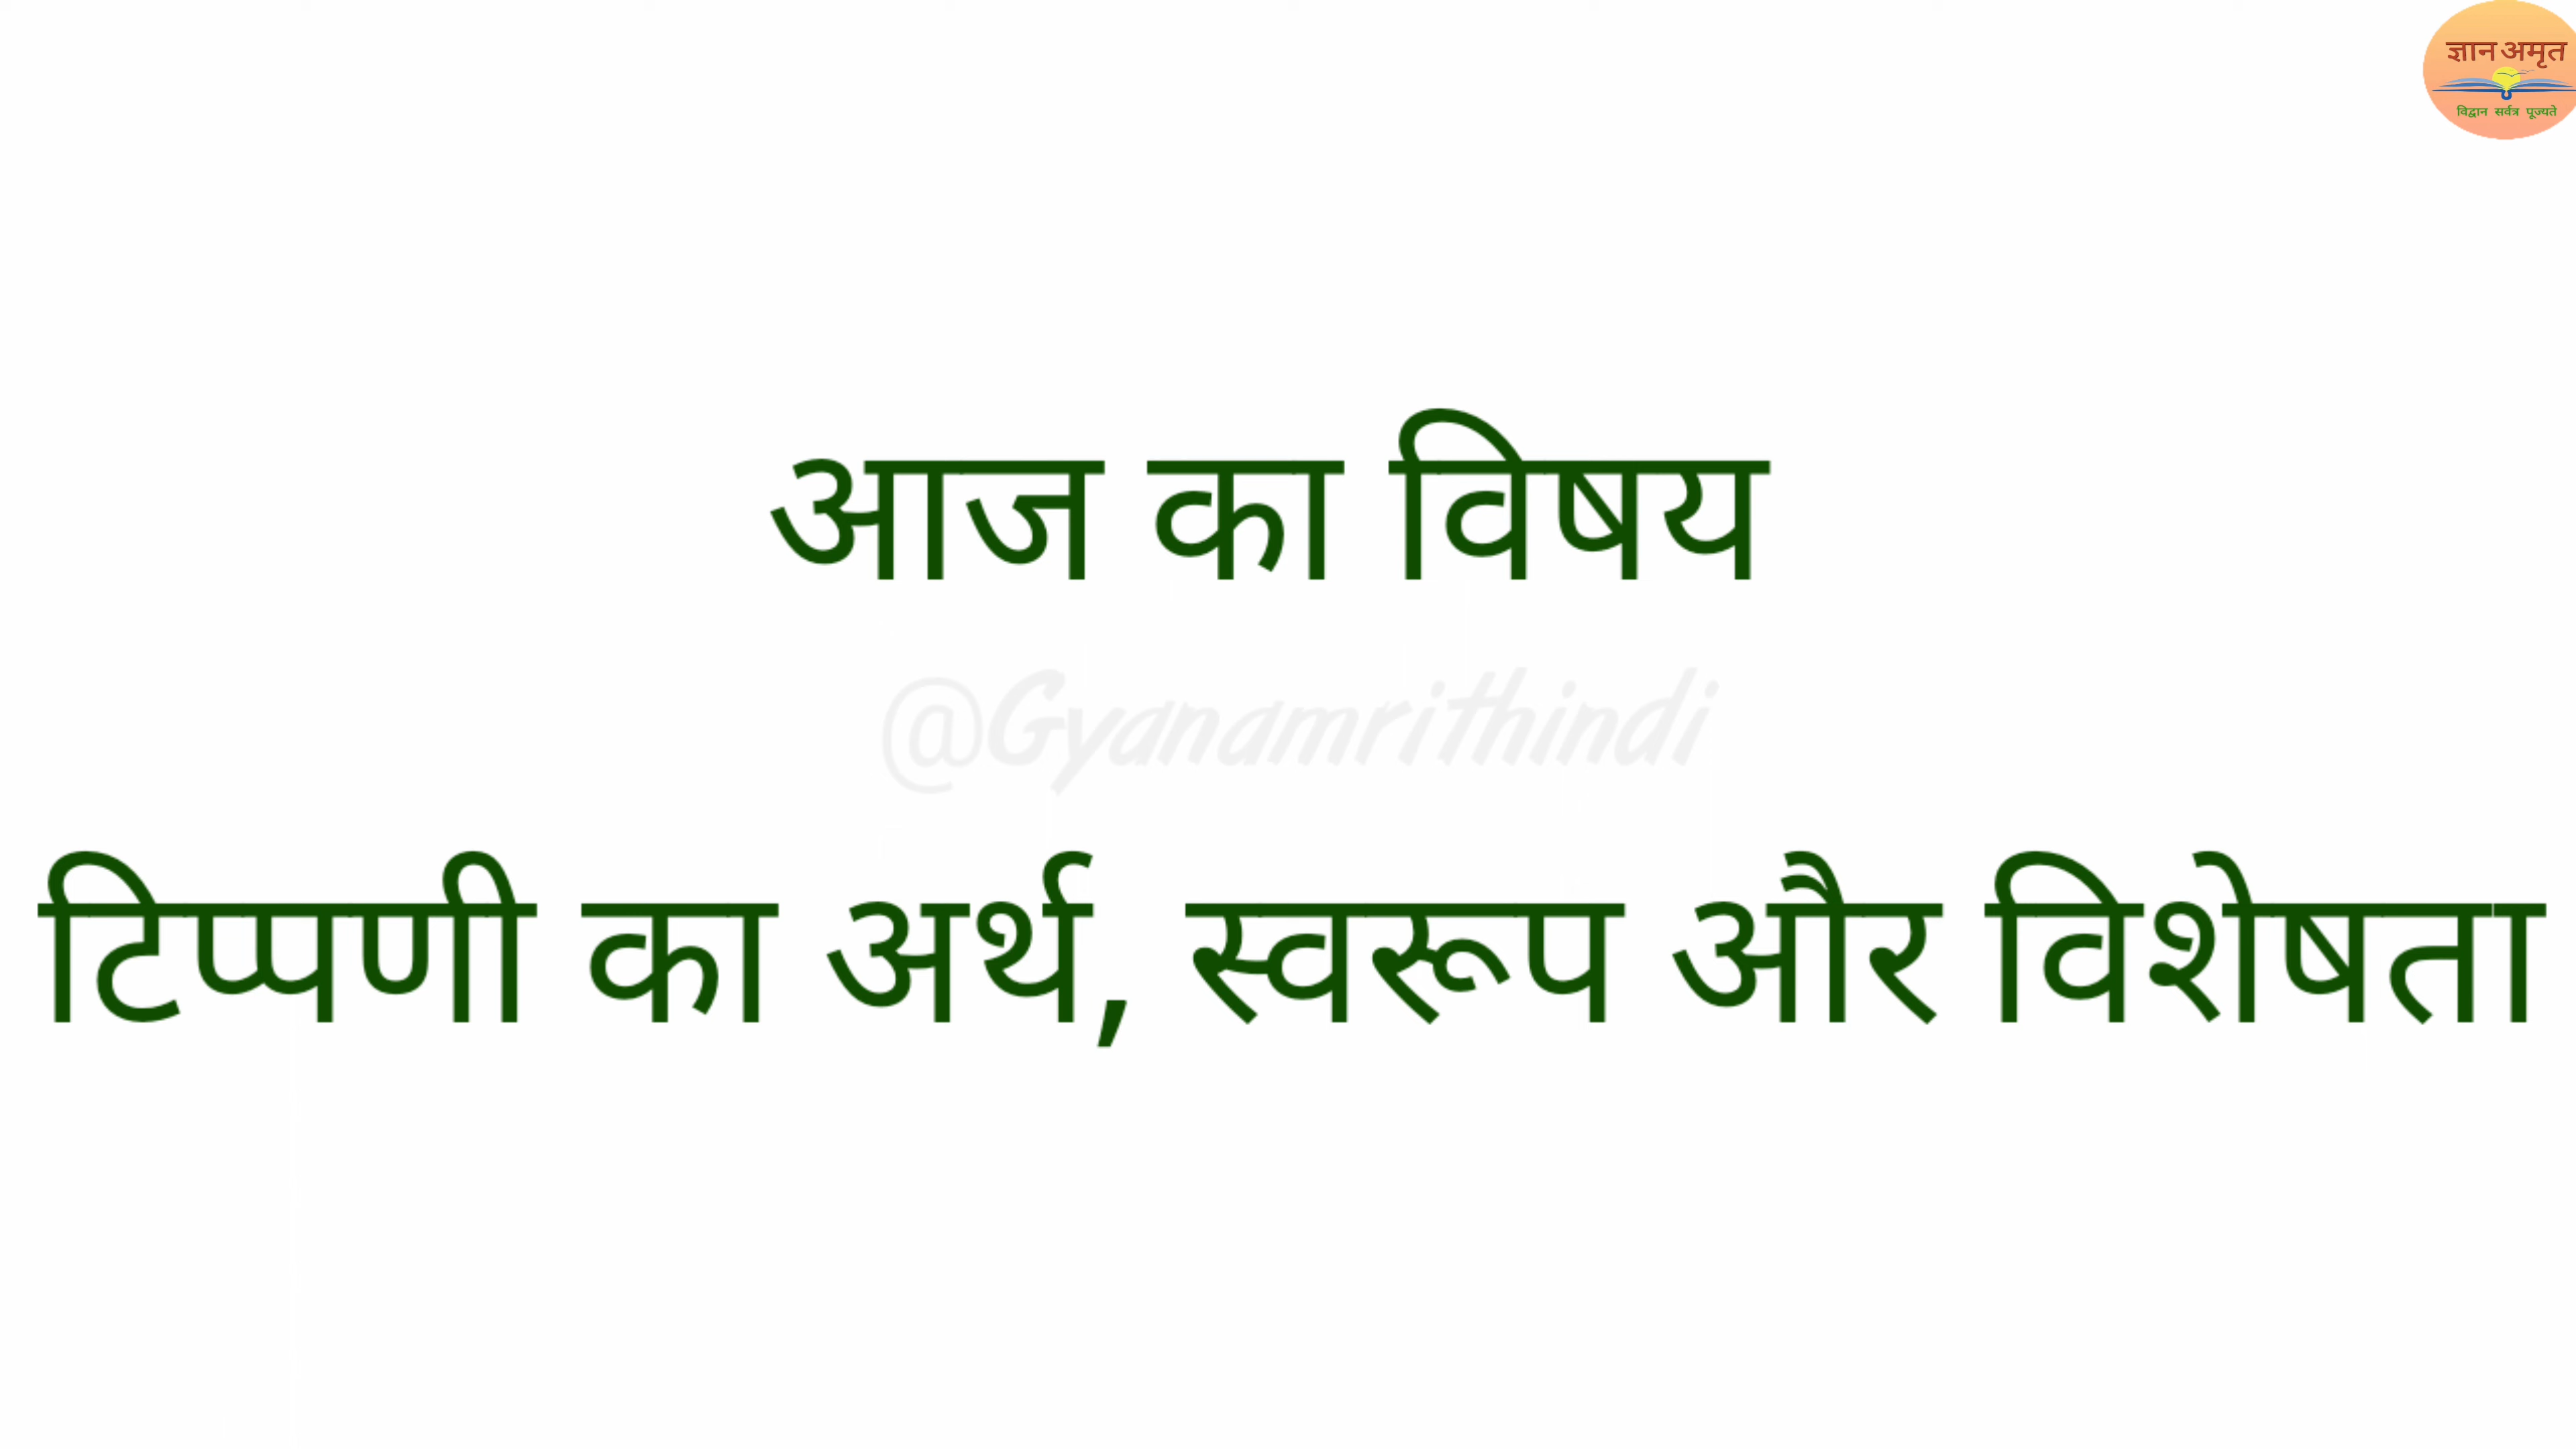 ज्ञान अमृत
विद्वान सर्वत्र पूज्यते
आज का विषय
@Gyanamrithindi
टिप्पणी का अर्थ, स्वरूप और विशेषता